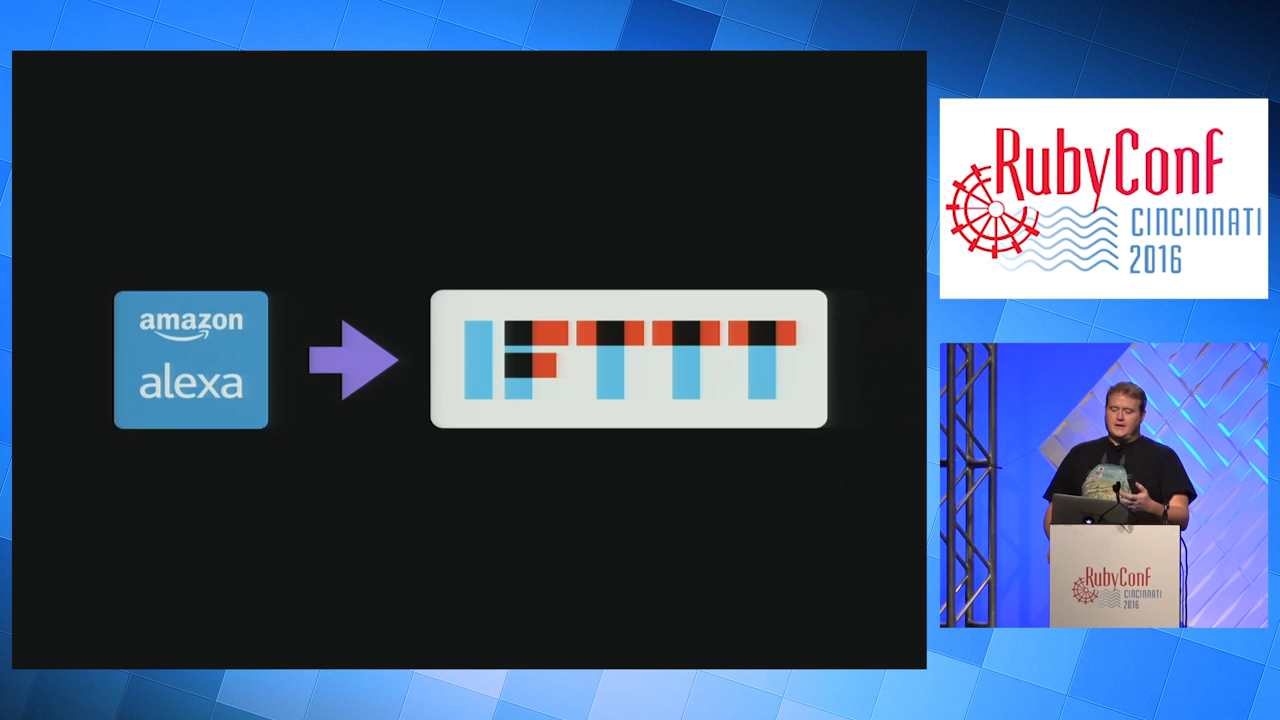 amazon
alexa
IFTTT
RubyConf
CINCINNATI
2016
RubyConf
CINCINNATI
2016